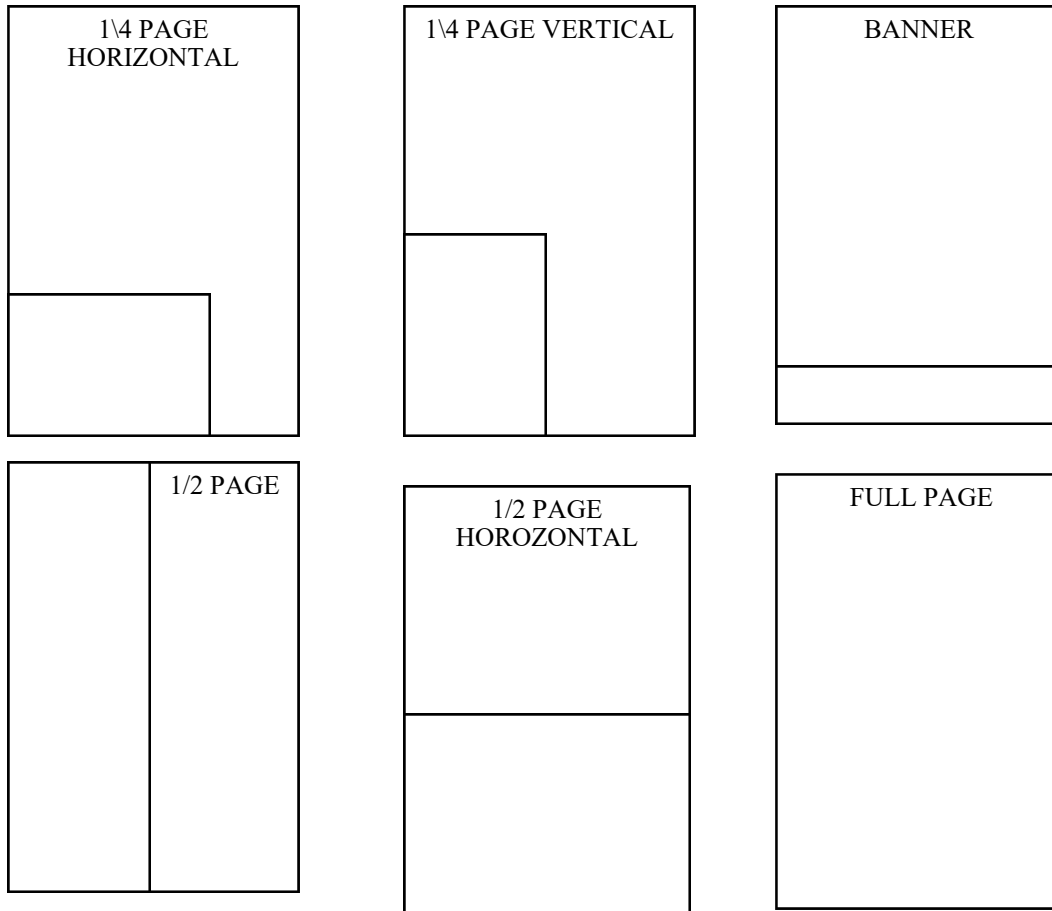 1\4 PAGE
HORIZONTAL
1\4 PAGE VERTICAL
BANNER
1/2 PAGE
1/2 PAGE
HOROZONTAL
FULL PAGE